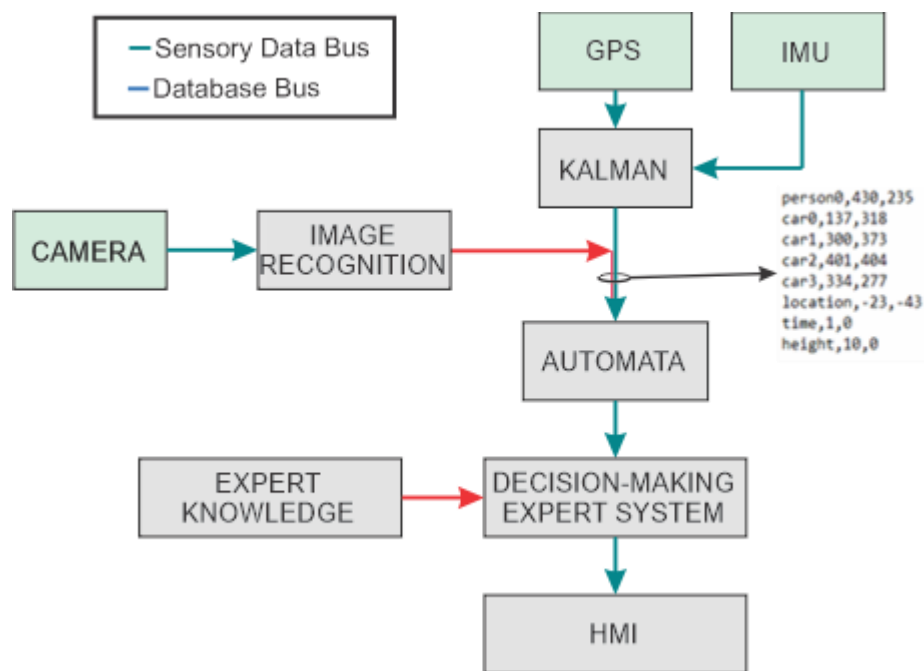 Sensory Data Bus
Database Bus
GPS
IMU
KALMAN
person0,430,235
car0,137,318
car1,300,373
car2,401,404
car3,334,277
location,-23,-43
time,1,0
height,10,0
CAMERA
IMAGE
RECOGNITION
AUTOMATA
EXPERT
KNOWLEDGE
DECISION-MAKING
EXPERT SYSTEM
HMI